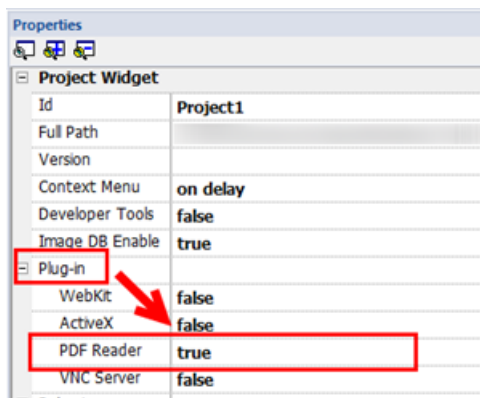 Properties
Project Widget
Id Project1
Full Path
Version
Context Menu on delay
Developer Tools false
Image DB Enable true
Plug-in
WebKit false
ActiveX false
PDF Reader true
VNC Server false